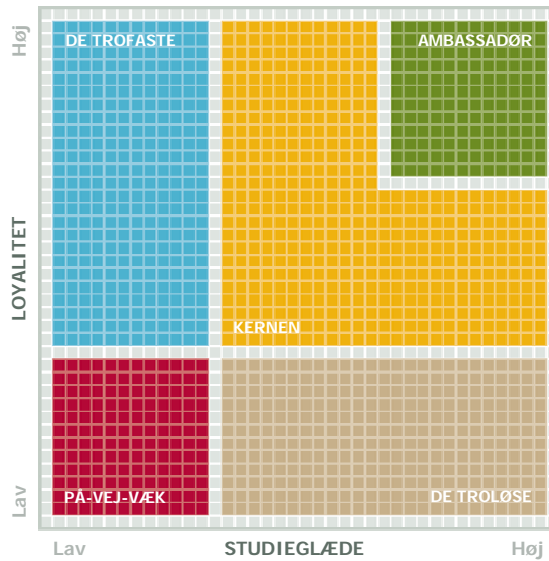 Høj
DE TROFASTE
AMBASSADØR
LOYALITET
KERNEN
Lav
PÅ-VEJ-VÆK
DE TROLØSE
Lav
STUDIEGLÆDE
Høj